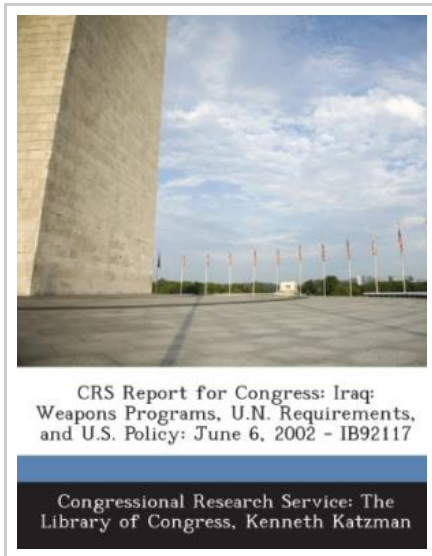 CRS Report for Congress: Iraq:
Weapons Programs, U.N. Requirements,
and U.S. Policy: June 6, 2002 - IB92117
Congressional Research Service: The
Library of Congress, Kenneth Katzman